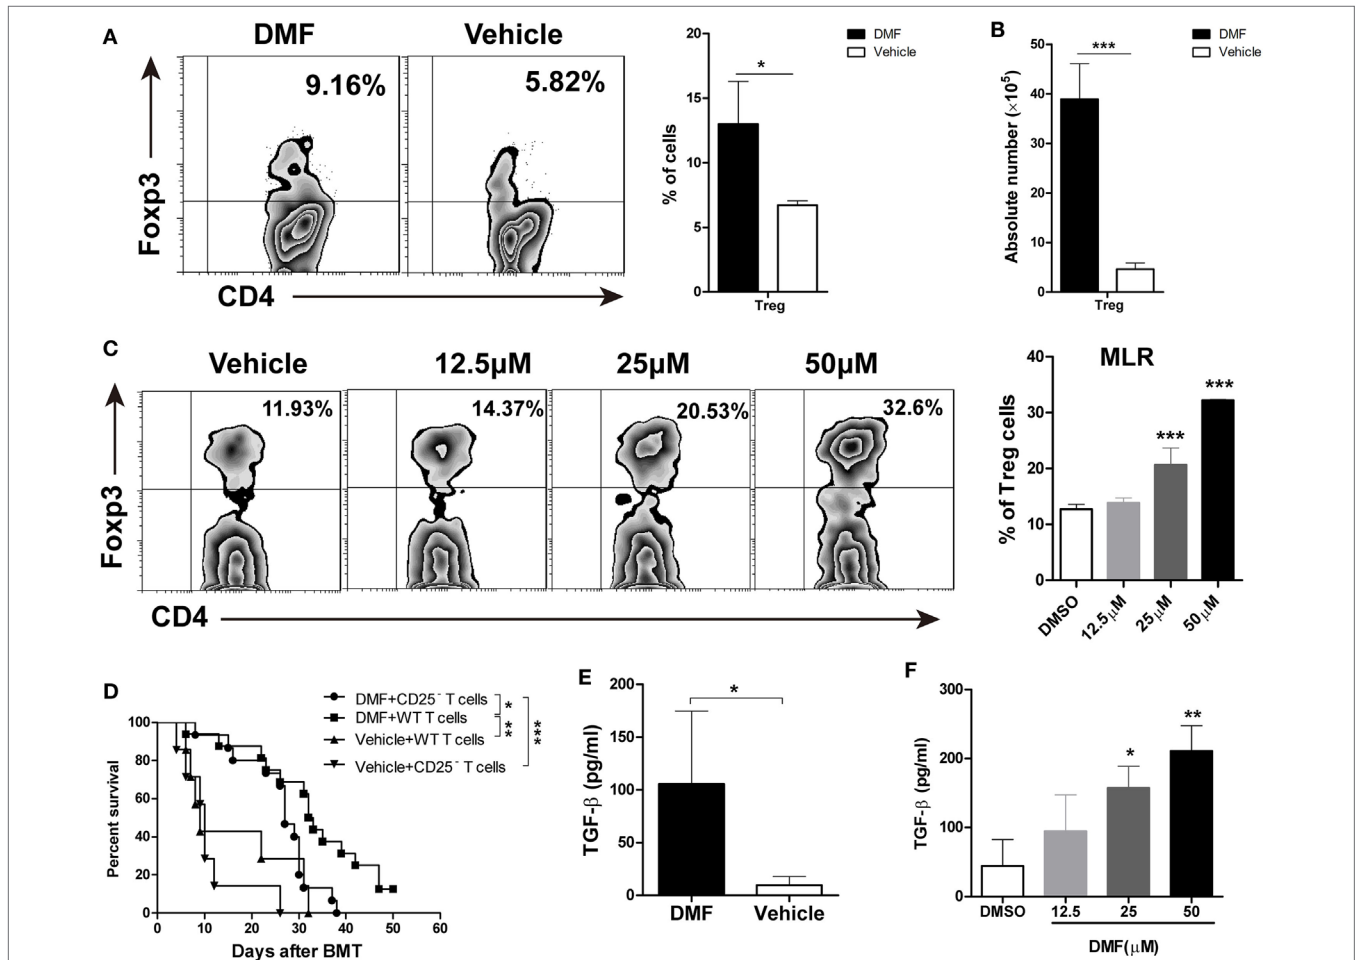 A
DMF
Vehicle
9.16%
5.82%
Foxp3
CD4
% of cells
20
15
10
5
0
*
Treg
DMF
Vehicle
B
Absolute number (×10⁵)
50
40
30
20
10
0
***
Treg
DMF
Vehicle
C
Vehicle
12.5μM
25μM
50μM
11.93%
14.37%
20.53%
32.6%
Foxp3
CD4
MLR
% of Treg cells
40
30
20
10
0
***
***
DMSO
12.5μM
25μM
50μM
D
DMF+CD25⁻ T cells
DMF+WT T cells
Vehicle+WT T cells
Vehicle+CD25⁻ T cells
*
**
***
Percent survival
100
80
60
40
20
0
0 10 20 30 40 50 60
Days after BMT
E
TGF-β (pg/ml)
200
150
100
50
0
*
DMF
Vehicle
F
TGF-β (pg/ml)
300
200
100
0
*
**
DMSO
12.5
25
50
DMF(μM)